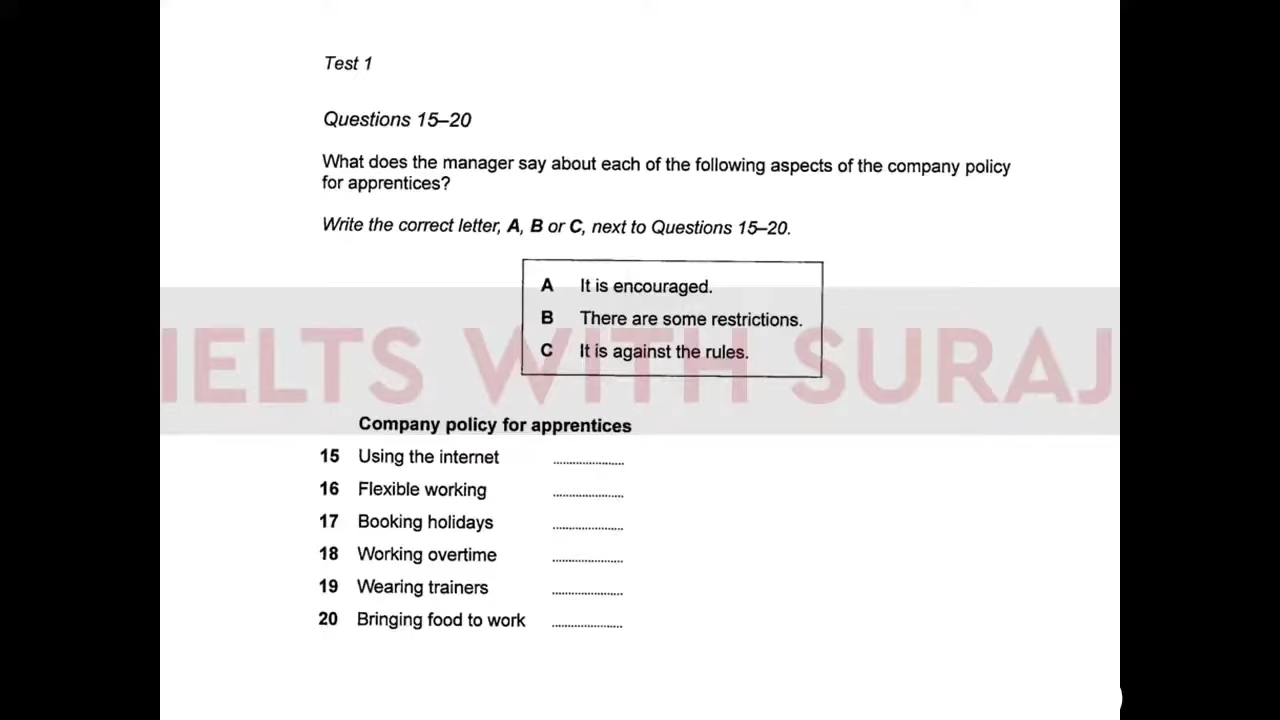 Test 1
Questions 15–20
What does the manager say about each of the following aspects of the company policy
for apprentices?
Write the correct letter, A, B or C, next to Questions 15–20.
A It is encouraged.
B There are some restrictions.
C It is against the rules.
IELTS WITH SURAJ
Company policy for apprentices
15 Using the internet ........................
16 Flexible working ........................
17 Booking holidays ........................
18 Working overtime ........................
19 Wearing trainers ........................
20 Bringing food to work ........................